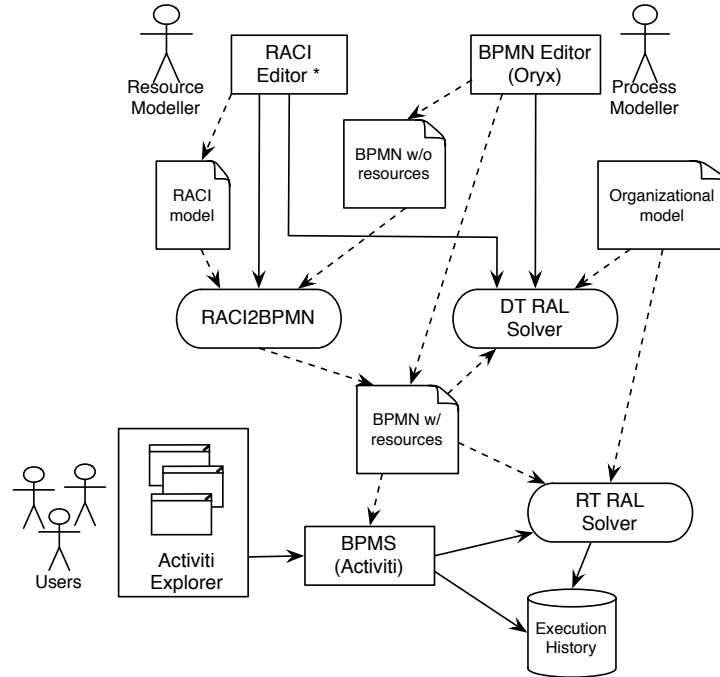 RACI
Editor *
BPMN Editor
(Oryx)
Resource
Modeller
Process
Modeller
BPMN w/o
resources
RACI
model
Organizational
model
RACI2BPMN
DT RAL
Solver
BPMN w/
resources
RT RAL
Solver
BPMS
(Activiti)
Activiti
Explorer
Users
Execution
History